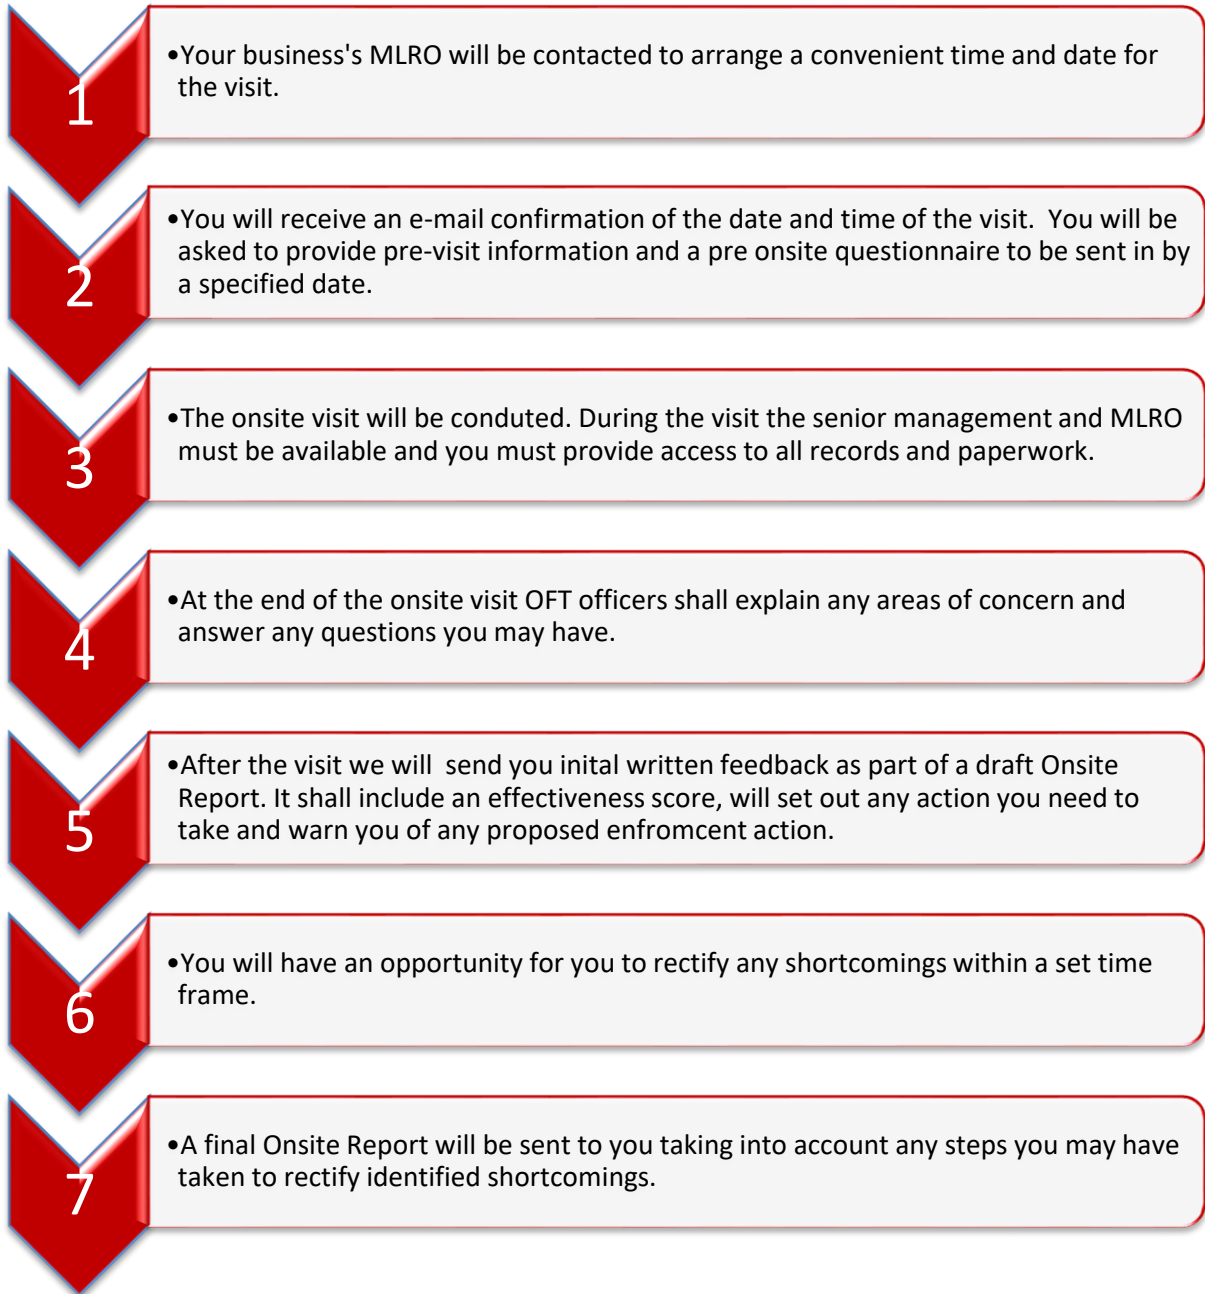 1
•Your business's MLRO will be contacted to arrange a convenient time and date for
the visit.
2
•You will receive an e-mail confirmation of the date and time of the visit.  You will be
asked to provide pre-visit information and a pre onsite questionnaire to be sent in by
a specified date.
3
•The onsite visit will be conduted. During the visit the senior management and MLRO
must be available and you must provide access to all records and paperwork.
4
•At the end of the onsite visit OFT officers shall explain any areas of concern and
answer any questions you may have.
5
•After the visit we will  send you inital written feedback as part of a draft Onsite
Report. It shall include an effectiveness score, will set out any action you need to
take and warn you of any proposed enfromcent action.
6
•You will have an opportunity for you to rectify any shortcomings within a set time
frame.
7
•A final Onsite Report will be sent to you taking into account any steps you may have
taken to rectify identified shortcomings.